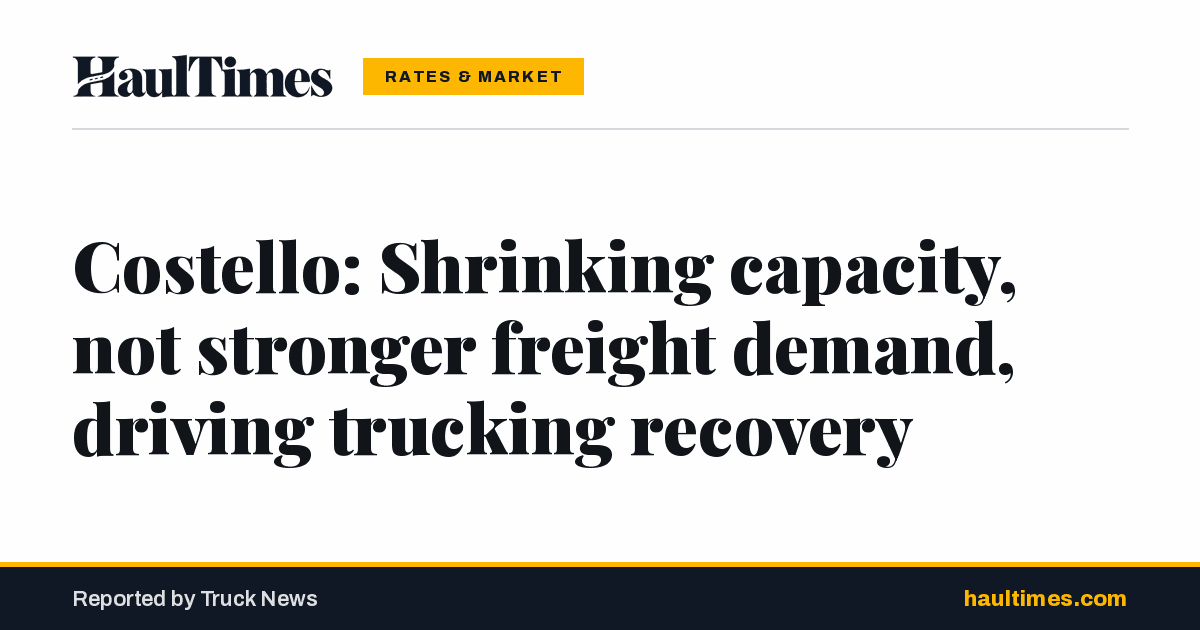 HaulTimes
RATES & MARKET
Costello: Shrinking capacity,
not stronger freight demand,
driving trucking recovery
Reported by Truck News
haultimes.com